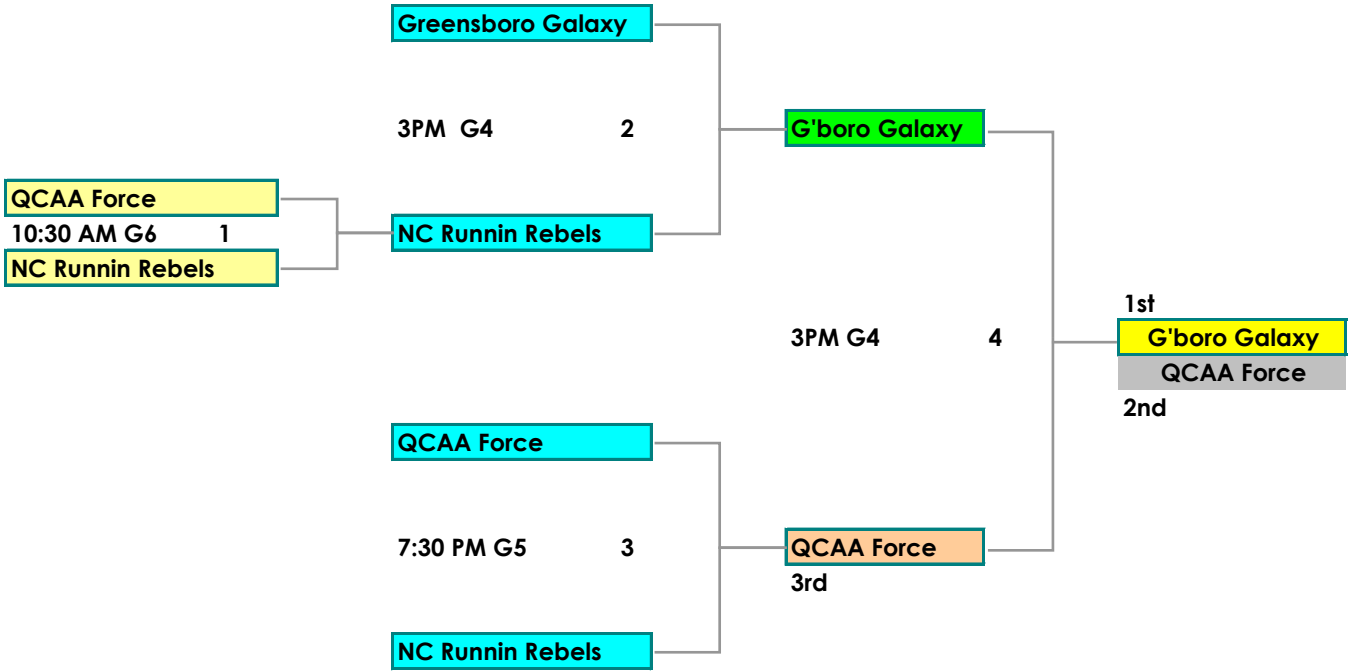 Greensboro Galaxy
3PM  G4 2
G'boro Galaxy
QCAA Force
10:30 AM G6 1
NC Runnin Rebels
NC Runnin Rebels
1st
3PM G4 4
G'boro Galaxy
QCAA Force
2nd
QCAA Force
7:30 PM G5 3
QCAA Force
3rd
NC Runnin Rebels